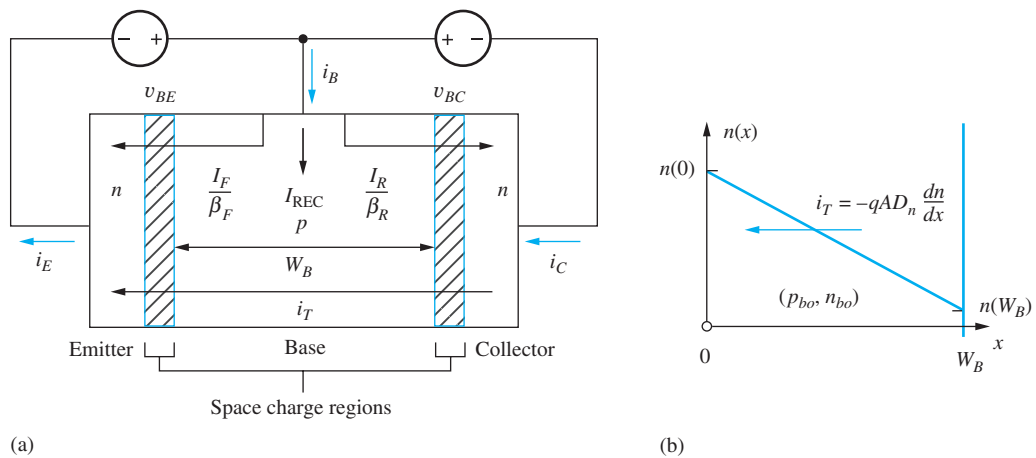 − + + −
i_B
v_BE v_BC
n I_F/β_F I_REC I_R/β_R n
p
i_E W_B i_C
i_T
Emitter Base Collector
Space charge regions
(a)
n(x)
n(0)
i_T = −qAD_n dn/dx
(p_bo, n_bo)
n(W_B)
x
0 W_B
(b)